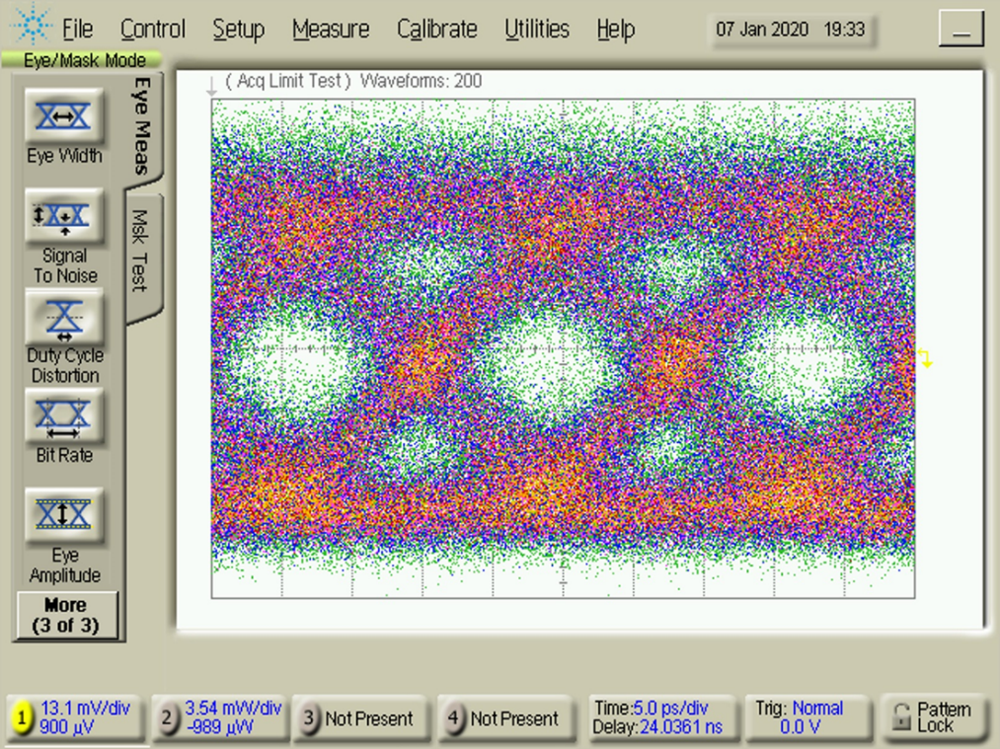 File Control Setup Measure Calibrate Utilities Help 07 Jan 2020 19:33
Eye/Mask Mode
( Acq Limit Test ) Waveforms: 200
Eye Meas
Msk Test
Eye Width
Signal
To Noise
Duty Cycle
Distortion
Bit Rate
Eye
Amplitude
More
(3 of 3)
1 13.1 mV/div
900 µV
2 3.54 mW/div
-989 µW
3 Not Present
4 Not Present
Time:5.0 ps/div
Delay:24.0361 ns
Trig: Normal
0.0 V
Pattern
Lock